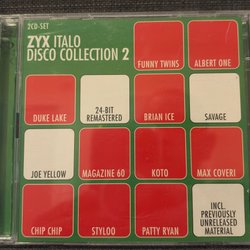 2CD-SET
ZYX ITALO
DISCO COLLECTION 2
FUNNY TWINS
ALBERT ONE
DUKE LAKE
24-BIT
REMASTERED
BRIAN ICE
SAVAGE
JOE YELLOW
MAGAZINE 60
KOTO
MAX COVERI
CHIP CHIP
STYLOO
PATTY RYAN
INCL.
PREVIOUSLY
UNRELEASED
MATERIAL